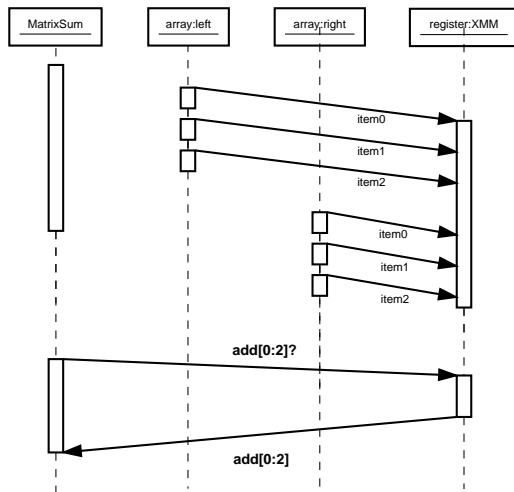 MatrixSum
array:left
array:right
register:XMM
item0
item1
item2
item0
item1
item2
add[0:2]?
add[0:2]